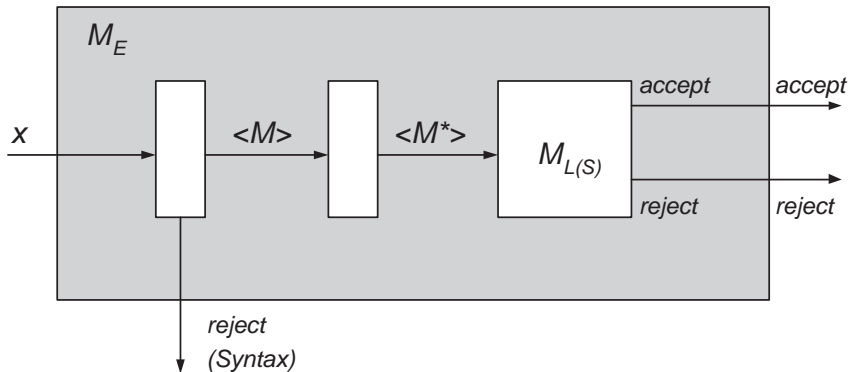 M_E
accept accept
x <M> <M*>
M_L(S)
reject reject
reject
(Syntax)